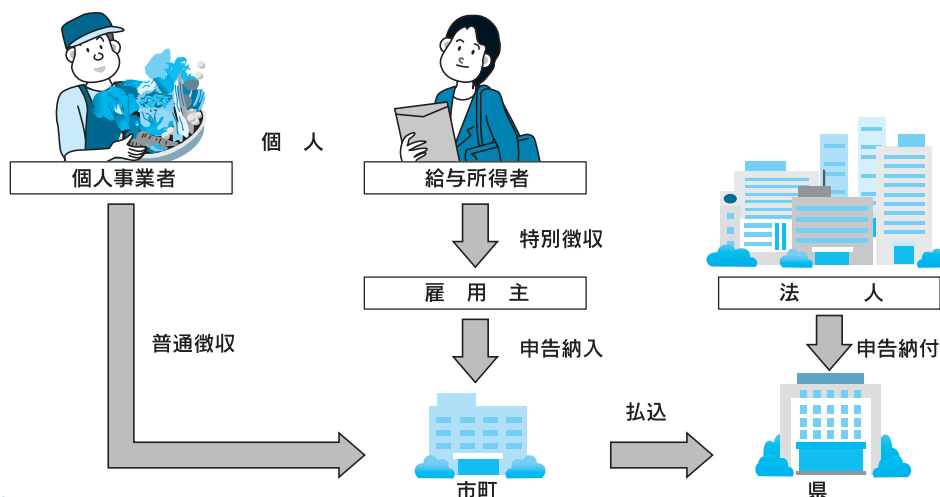 個 人
個人事業者
給与所得者
特別徴収
雇 用 主
法 人
普通徴収
申告納入
申告納付
払込
市町
県